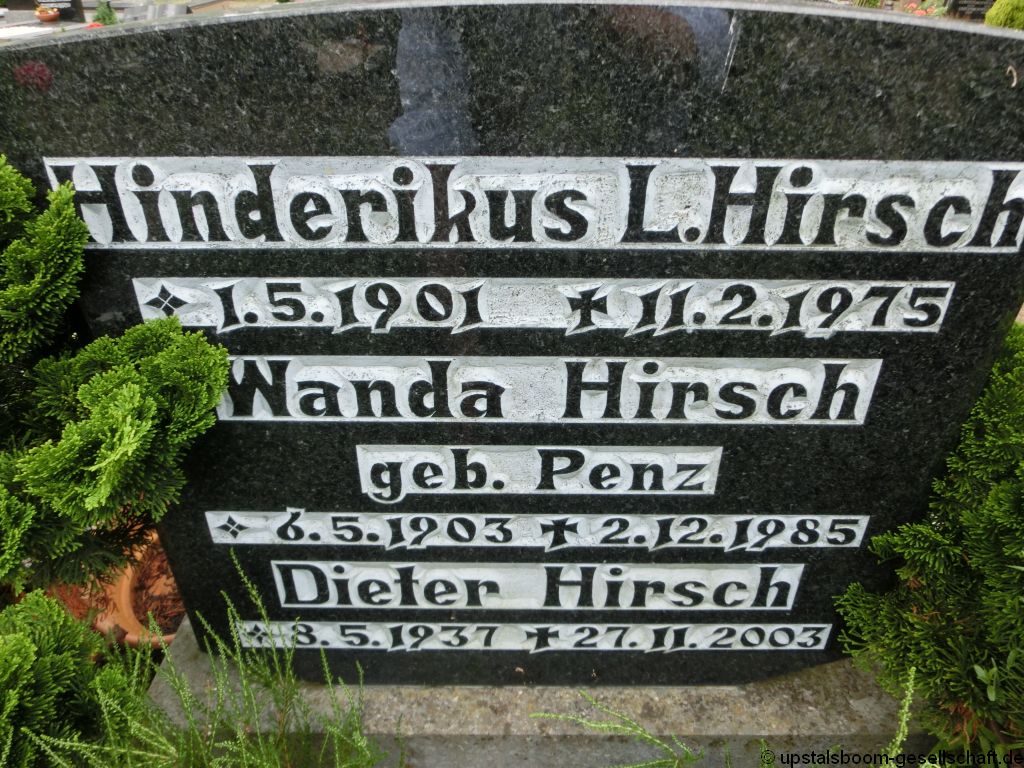 Hinderikus L. Hirsch
1.5.1901 ✝ 11.2.1975
Wanda Hirsch
geb. Penz
6.5.1903 ✝ 2.12.1985
Dieter Hirsch
8.5.1937 ✝ 27.11.2003
© upstalsboom-gesellschaft.de